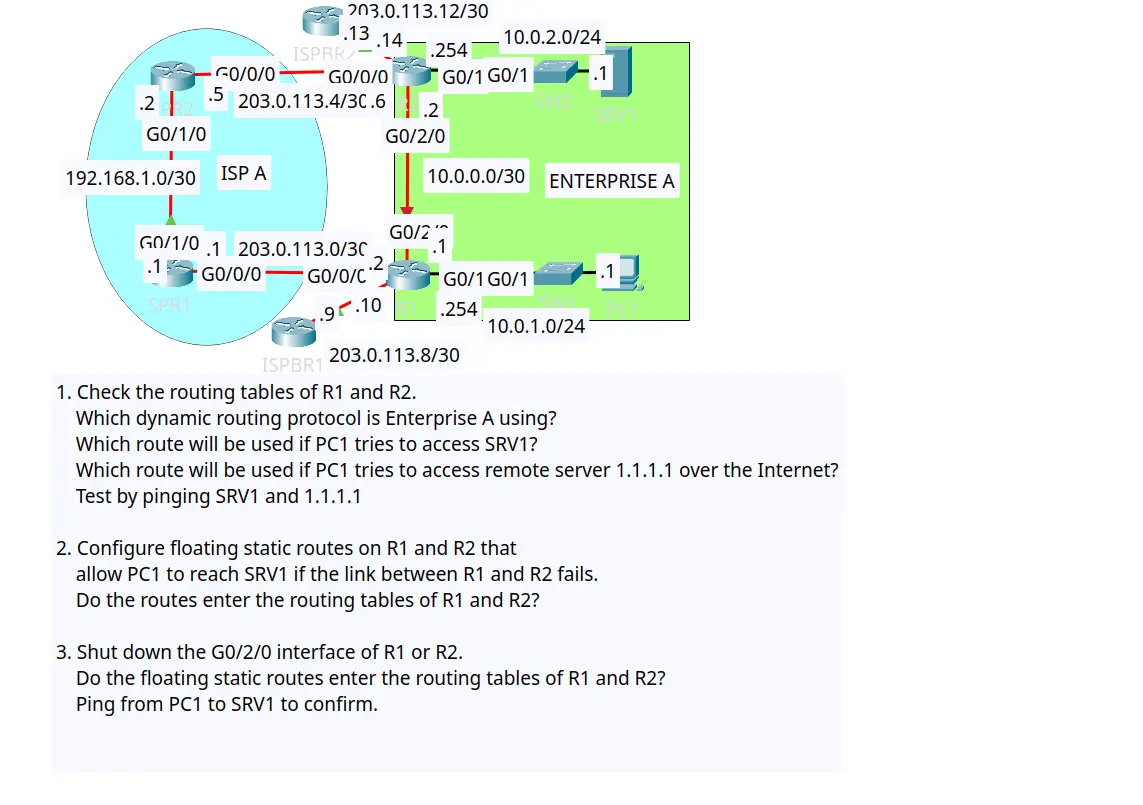 203.0.113.12/30
.13
.14
ISPBR2
.254
10.0.2.0/24
G0/0/0
G0/0/0
G0/1
G0/1
.1
.2
.5
203.0.113.4/30
.6
.2
SW2
SRV1
G0/1/0
G0/2/0
192.168.1.0/30
ISP A
10.0.0.0/30
ENTERPRISE A
G0/1/0
.1
203.0.113.0/30
G0/2/0
.1
.1
G0/0/0
G0/0/0
.2
G0/1
G0/1
.1
SPR1
.9
.10
.254
10.0.1.0/24
PC1
ISPBR1
203.0.113.8/30
1. Check the routing tables of R1 and R2.
Which dynamic routing protocol is Enterprise A using?
Which route will be used if PC1 tries to access SRV1?
Which route will be used if PC1 tries to access remote server 1.1.1.1 over the Internet?
Test by pinging SRV1 and 1.1.1.1
2. Configure floating static routes on R1 and R2 that
allow PC1 to reach SRV1 if the link between R1 and R2 fails.
Do the routes enter the routing tables of R1 and R2?
3. Shut down the G0/2/0 interface of R1 or R2.
Do the floating static routes enter the routing tables of R1 and R2?
Ping from PC1 to SRV1 to confirm.